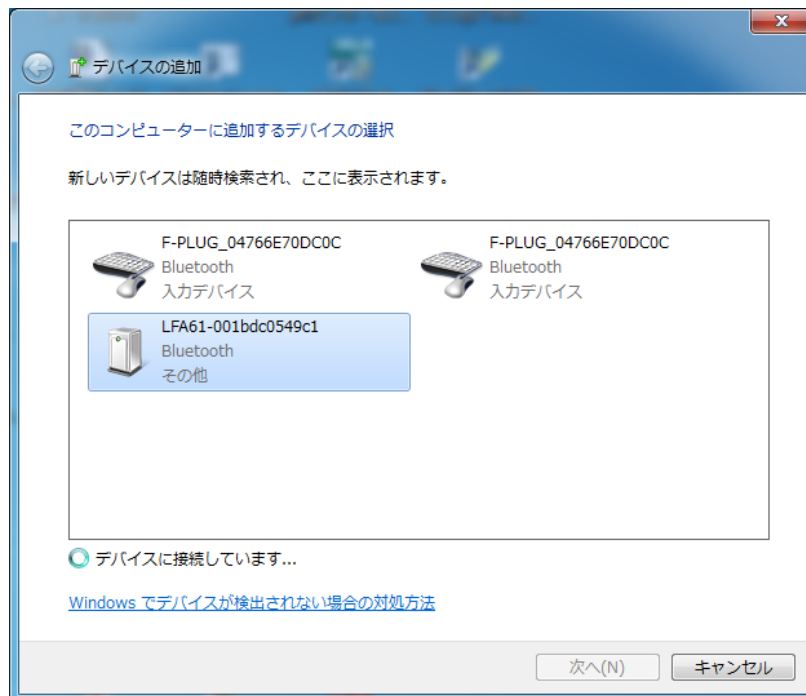 デバイスの追加
このコンピューターに追加するデバイスの選択
新しいデバイスは随時検索され、ここに表示されます。
F-PLUG_04766E70DC0C
Bluetooth
入力デバイス
F-PLUG_04766E70DC0C
Bluetooth
入力デバイス
LFA61-001bdc0549c1
Bluetooth
その他
デバイスに接続しています...
Windows でデバイスが検出されない場合の対処方法
次へ(N)
キャンセル